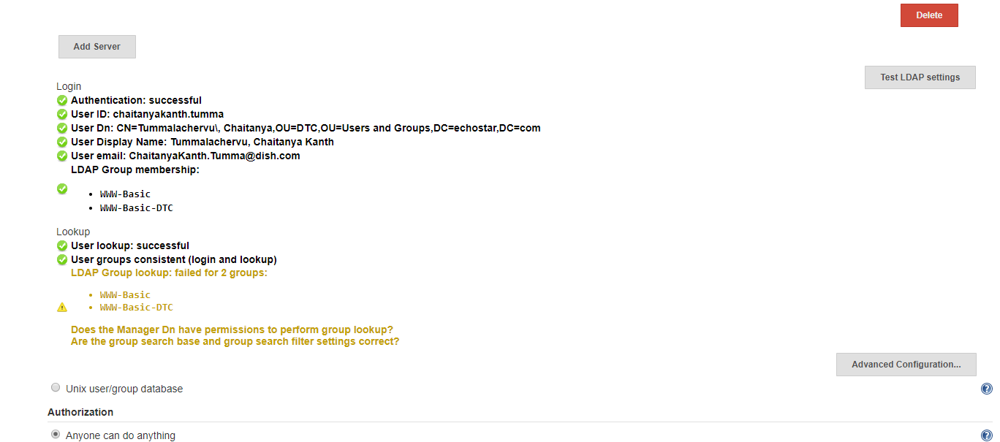 Delete
Add Server
Test LDAP settings
Login
Authentication: successful
User ID: chaitanyakanth.tumma
User Dn: CN=Tummalachervu\, Chaitanya,OU=DTC,OU=Users and Groups,DC=echostar,DC=com
User Display Name: Tummalachervu, Chaitanya Kanth
User email: ChaitanyaKanth.Tumma@dish.com
LDAP Group membership:
• WWW-Basic
• WWW-Basic-DTC
Lookup
User lookup: successful
User groups consistent (login and lookup)
LDAP Group lookup: failed for 2 groups:
• WWW-Basic
• WWW-Basic-DTC
Does the Manager Dn have permissions to perform group lookup?
Are the group search base and group search filter settings correct?
Advanced Configuration...
Unix user/group database
Authorization
Anyone can do anything